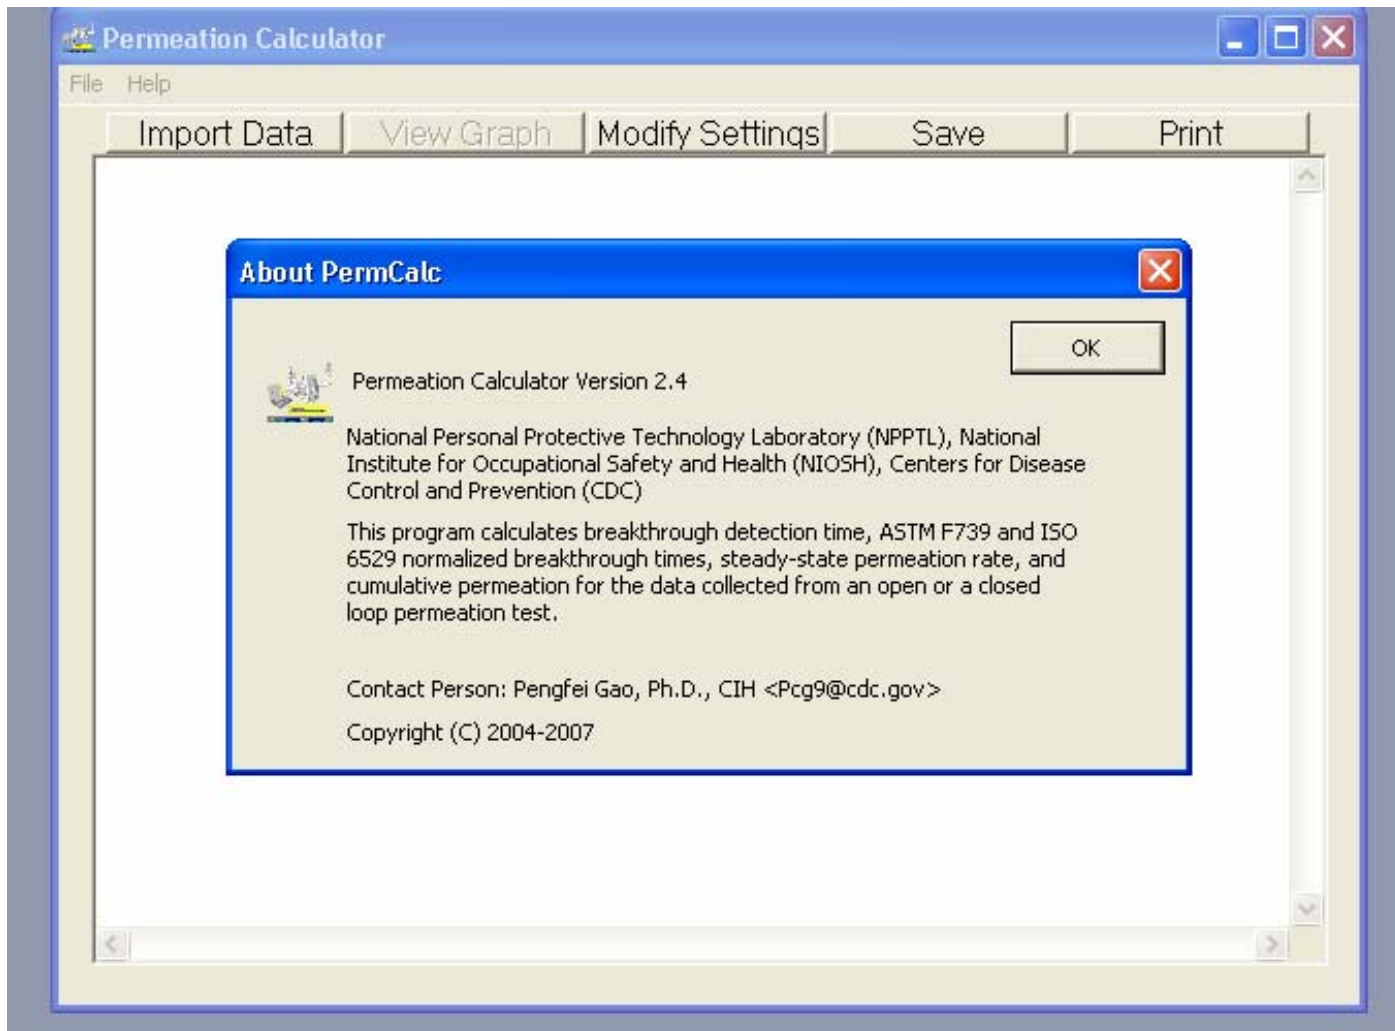 Permeation Calculator
File Help
Import Data View Graph Modify Settings Save Print
About PermCalc
OK
Permeation Calculator Version 2.4
National Personal Protective Technology Laboratory (NPPTL), National
Institute for Occupational Safety and Health (NIOSH), Centers for Disease
Control and Prevention (CDC)
This program calculates breakthrough detection time, ASTM F739 and ISO
6529 normalized breakthrough times, steady-state permeation rate, and
cumulative permeation for the data collected from an open or a closed
loop permeation test.
Contact Person: Pengfei Gao, Ph.D., CIH <Pcg9@cdc.gov>
Copyright (C) 2004-2007